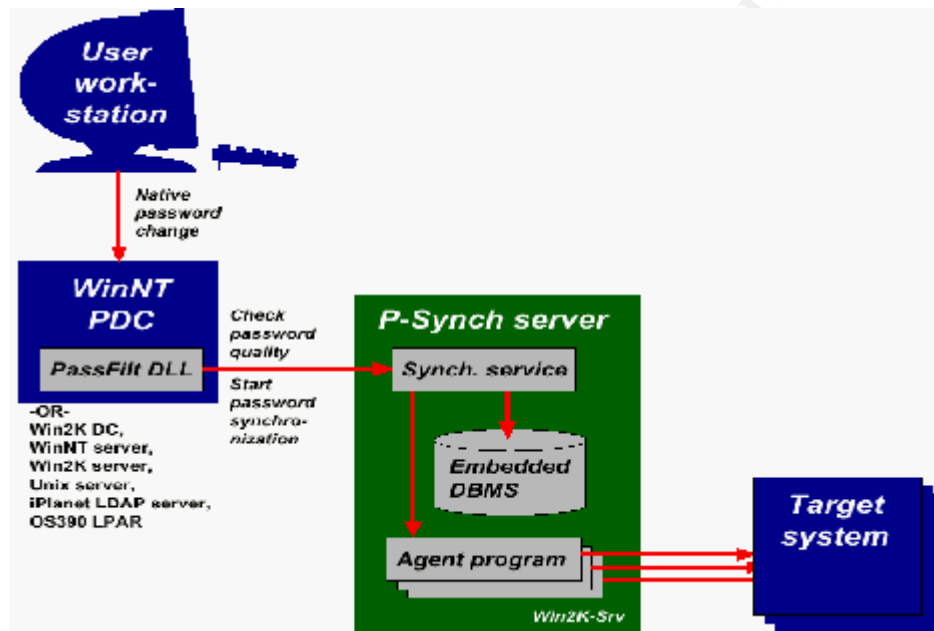 User
work-
station
Native
password
change
WinNT
PDC
PassFilt DLL
-OR-
Win2K DC,
WinNT server,
Win2K server,
Unix server,
iPlanet LDAP server,
OS390 LPAR
Check
password
quality
Start
password
synchro-
nization
P-Synch server
Synch. service
Embedded
DBMS
Agent program
Win2K-Srv
Target
system